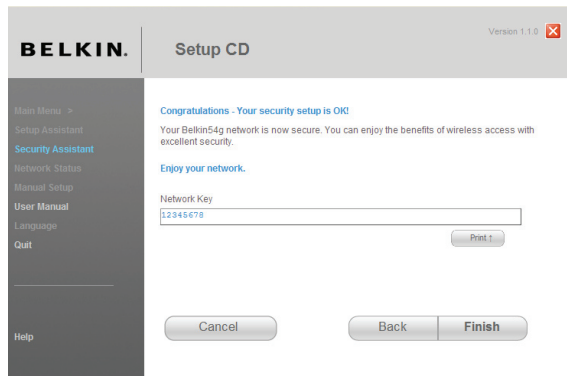 Version 1.1.0
BELKIN.
Setup CD
Main Menu >
Setup Assistant
Security Assistant
Network Status
Manual Setup
User Manual
Language
Quit
Help
Congratulations - Your security setup is OK!
Your Belkin54g network is now secure. You can enjoy the benefits of wireless access with
excellent security.
Enjoy your network.
Network Key
12345678
Print ↑
Cancel
Back
Finish